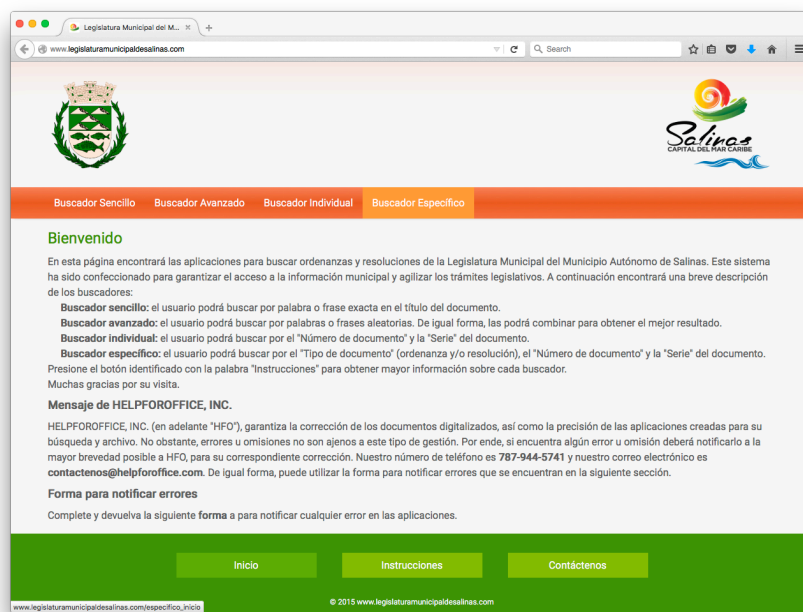 Legislatura Municipal del M...
www.legislaturamunicipaldesalinas.com
Search
Salinas
CAPITAL DEL MAR CARIBE
Buscador Sencillo Buscador Avanzado Buscador Individual Buscador Específico
Bienvenido
En esta página encontrará las aplicaciones para buscar ordenanzas y resoluciones de la Legislatura Municipal del Municipio Autónomo de Salinas. Este sistema
ha sido confeccionado para garantizar el acceso a la información municipal y agilizar los trámites legislativos. A continuación encontrará una breve descripción
de los buscadores:
Buscador sencillo: el usuario podrá buscar por palabra o frase exacta en el título del documento.
Buscador avanzado: el usuario podrá buscar por palabras o frases aleatorias. De igual forma, las podrá combinar para obtener el mejor resultado.
Buscador individual: el usuario podrá buscar por el "Número de documento" y la "Serie" del documento.
Buscador específico: el usuario podrá buscar por el "Tipo de documento" (ordenanza y/o resolución), el "Número de documento" y la "Serie" del documento.
Presione el botón identificado con la palabra "Instrucciones" para obtener mayor información sobre cada buscador.
Muchas gracias por su visita.
Mensaje de HELPFOROFFICE, INC.
HELPFOROFFICE, INC. (en adelante "HFO"), garantiza la corrección de los documentos digitalizados, así como la precisión de las aplicaciones creadas para su
búsqueda y archivo. No obstante, errores u omisiones no son ajenos a este tipo de gestión. Por ende, si encuentra algún error u omisión deberá notificarlo a la
mayor brevedad posible a HFO, para su correspondiente corrección. Nuestro número de teléfono es 787-944-5741 y nuestro correo electrónico es
contactenos@helpforoffice.com. De igual forma, puede utilizar la forma para notificar errores que se encuentran en la siguiente sección.
Forma para notificar errores
Complete y devuelva la siguiente forma a para notificar cualquier error en las aplicaciones.
Inicio Instrucciones Contáctenos
© 2015 www.legislaturamunicipaldesalinas.com
www.legislaturamunicipaldesalinas.com/especifico_inicio